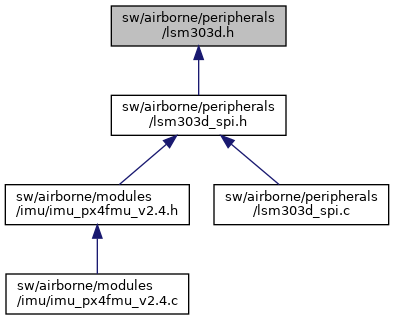 sw/airborne/peripherals
/lsm303d.h
sw/airborne/peripherals
/lsm303d_spi.h
sw/airborne/modules
/imu/imu_px4fmu_v2.4.h
sw/airborne/peripherals
/lsm303d_spi.c
sw/airborne/modules
/imu/imu_px4fmu_v2.4.c